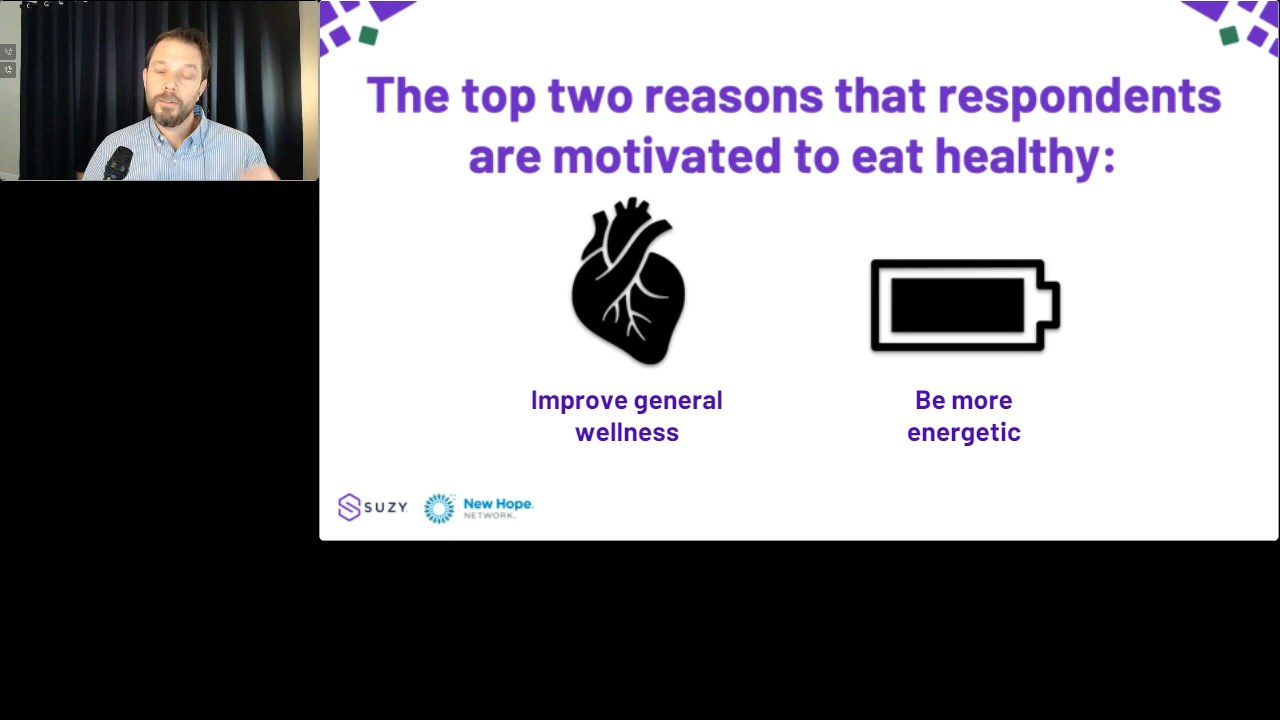 The top two reasons that respondents
are motivated to eat healthy:
Improve general
wellness
Be more
energetic
SUZY
New Hope.
NETWORK.